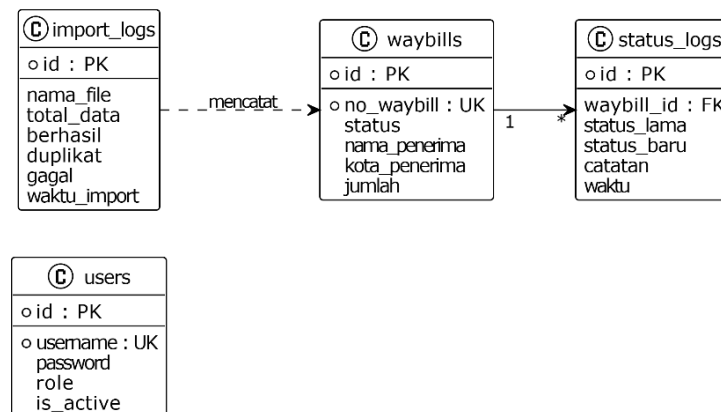 C import_logs
id : PK
nama_file
total_data
berhasil
duplikat
gagal
waktu_import
mencatat
C waybills
id : PK
no_waybill : UK
status
nama_penerima
kota_penerima
jumlah
1
*
C status_logs
id : PK
waybill_id : FK
status_lama
status_baru
catatan
waktu
C users
id : PK
username : UK
password
role
is_active